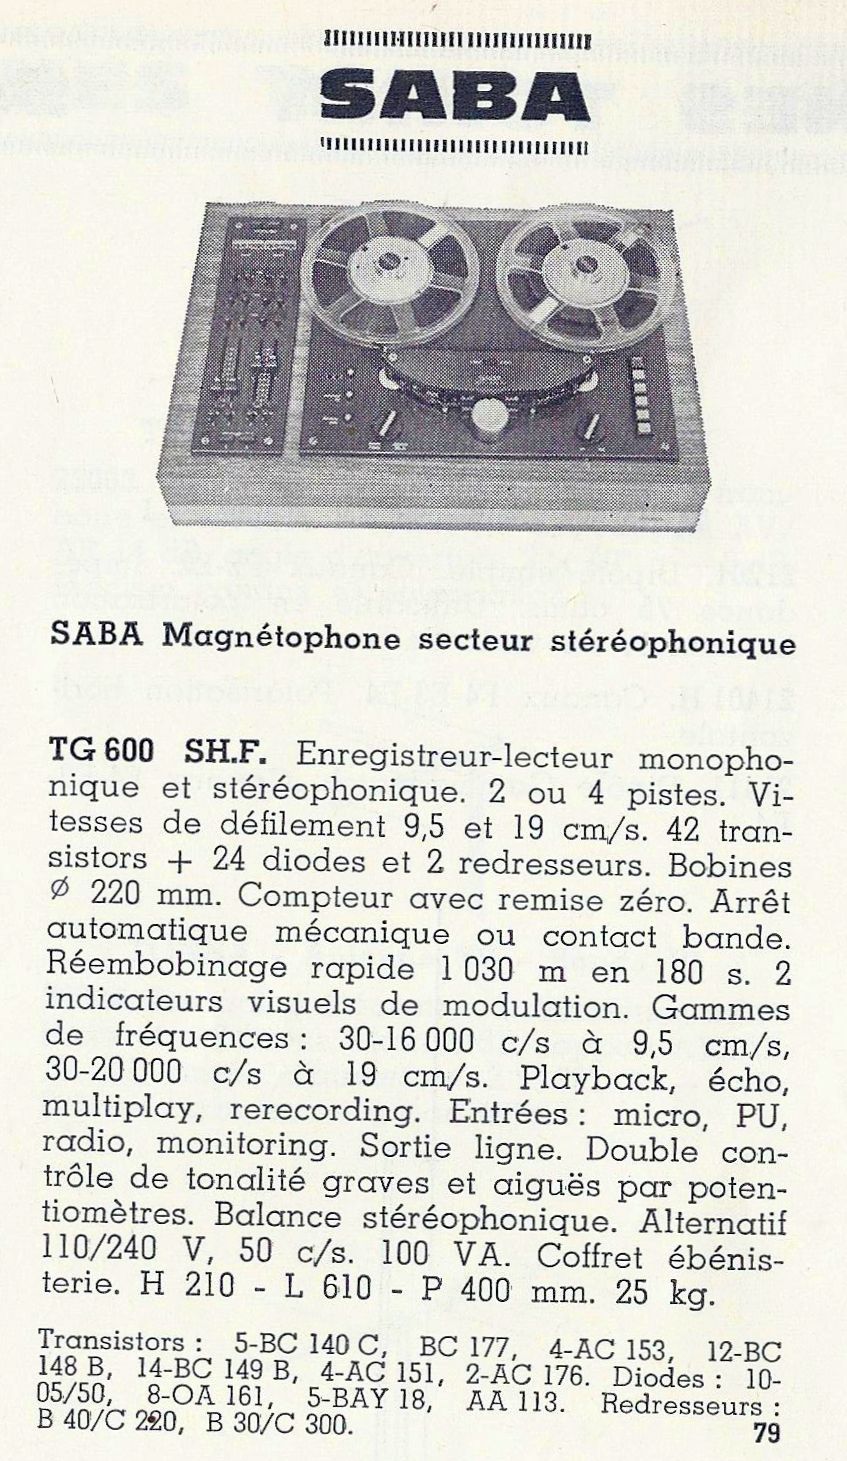 SABA
SABA Magnétophone secteur stéréophonique
TG 600 SH.F. Enregistreur-lecteur monopho-
nique et stéréophonique. 2 ou 4 pistes. Vi-
tesses de défilement 9,5 et 19 cm/s. 42 tran-
sistors + 24 diodes et 2 redresseurs. Bobines
Ø 220 mm. Compteur avec remise zéro. Arrêt
automatique mécanique ou contact bande.
Réembobinage rapide 1 030 m en 180 s. 2
indicateurs visuels de modulation. Gammes
de fréquences : 30-16 000 c/s à 9,5 cm/s,
30-20 000 c/s à 19 cm/s. Playback, écho,
multiplay, rerecording. Entrées : micro, PU,
radio, monitoring. Sortie ligne. Double con-
trôle de tonalité graves et aiguës par poten-
tiomètres. Balance stéréophonique. Alternatif
110/240 V, 50 c/s. 100 VA. Coffret ébénis-
terie. H 210 - L 610 - P 400 mm. 25 kg.
Transistors : 5-BC 140 C, BC 177, 4-AC 153, 12-BC
148 B, 14-BC 149 B, 4-AC 151, 2-AC 176. Diodes : 10-
05/50, 8-OA 161, 5-BAY 18, AA 113. Redresseurs :
B 40/C 220, B 30/C 300.
79